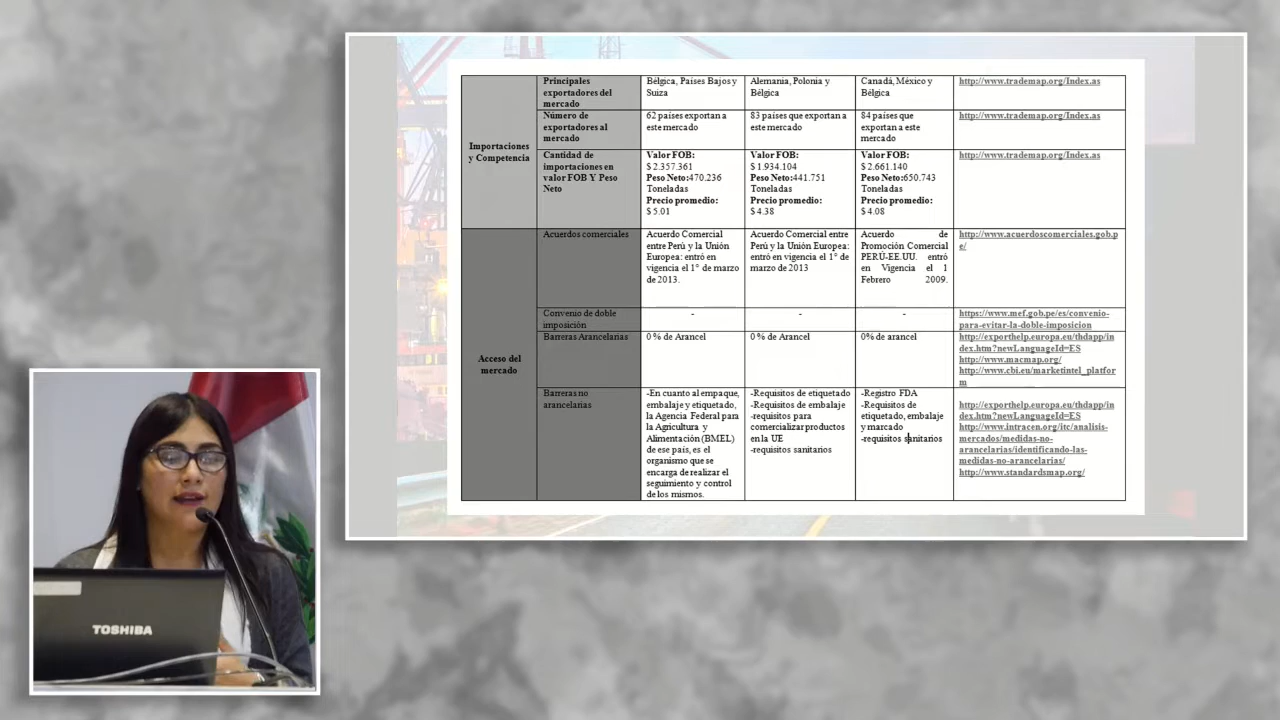 Principales
exportadores del
mercado
Bélgica, Países Bajos y
Suiza
Alemania, Polonia y
Bélgica
Canadá, México y
Bélgica
http://www.trademap.org/Index.as
Importaciones
y Competencia
Número de
exportadores al
mercado
62 países exportan a
este mercado
83 países que exportan a
este mercado
84 países que
exportan a este
mercado
http://www.trademap.org/Index.as
Cantidad de
importaciones en
valor FOB Y Peso
Neto
Valor FOB:
$ 2.357.361
Peso Neto:470.236
Toneladas
Precio promedio:
$ 5.01
Valor FOB:
$ 1.934.104
Peso Neto:441.751
Toneladas
Precio promedio:
$ 4.38
Valor FOB:
$ 2.661.140
Peso Neto:650.743
Toneladas
Precio promedio:
$ 4.08
http://www.trademap.org/Index.as
Acceso del
mercado
Acuerdos comerciales
Acuerdo Comercial
entre Perú y la Unión
Europea: entró en
vigencia el 1° de marzo
de 2013.
Acuerdo Comercial entre
Perú y la Unión Europea:
entró en vigencia el 1° de
marzo de 2013
Acuerdo de
Promoción Comercial
PERÚ-EE.UU. entró
en Vigencia el 1
Febrero 2009.
http://www.acuerdoscomerciales.gob.p
e/
Convenio de doble
imposición
-
-
-
https://www.mef.gob.pe/es/convenio-
para-evitar-la-doble-imposicion
Barreras Arancelarias
0 % de Arancel
0 % de Arancel
0% de arancel
http://exporthelp.europa.eu/thdapp/in
dex.htm?newLanguageId=ES
http://www.macmap.org/
http://www.cbi.eu/marketintel_platfor
m
Barreras no
arancelarias
-En cuanto al empaque,
embalaje y etiquetado,
la Agencia Federal para
la Agricultura y
Alimentación (BMEL)
de ese país, es el
organismo que se
encarga de realizar el
seguimiento y control
de los mismos.
-Requisitos de etiquetado
-Requisitos de embalaje
-requisitos para
comercializar productos
en la UE
-requisitos sanitarios
-Registro FDA
-Requisitos de
etiquetado, embalaje
y marcado
-requisitos sanitarios
http://exporthelp.europa.eu/thdapp/in
dex.htm?newLanguageId=ES
http://www.intracen.org/itc/analisis-
mercados/medidas-no-
arancelarias/identificando-las-
medidas-no-arancelarias/
http://www.standardsmap.org/
TOSHIBA